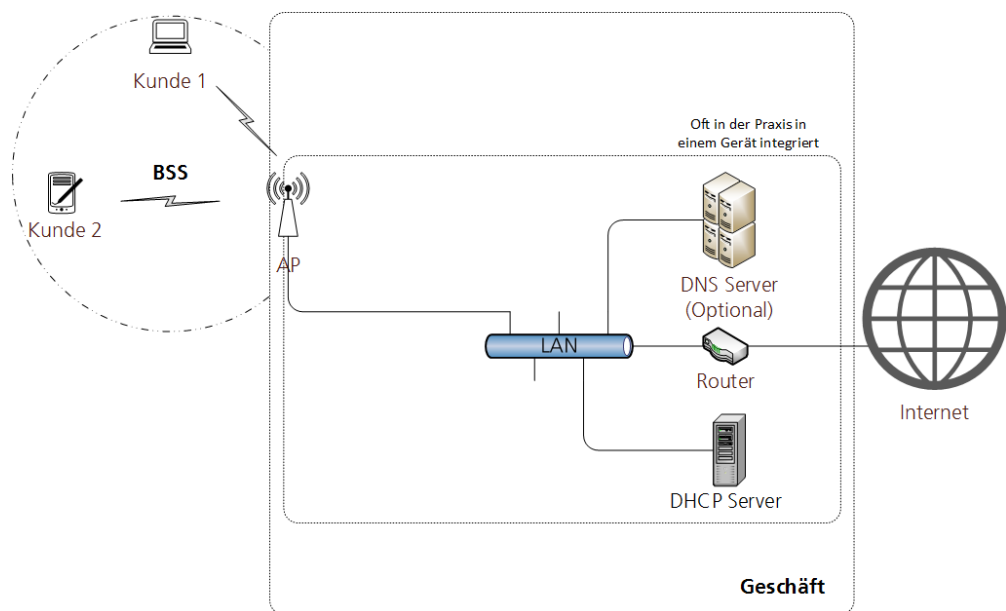 Kunde 1
Oft in der Praxis in
einem Gerät integriert
BSS
Kunde 2
AP
DNS Server
(Optional)
LAN
Router
Internet
DHCP Server
Geschäft